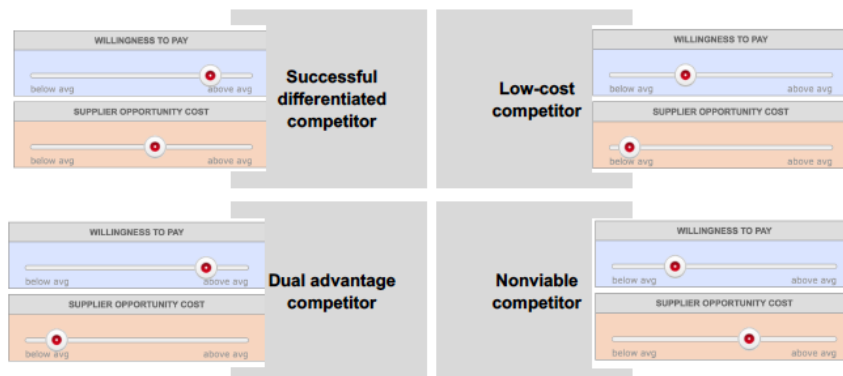 WILLINGNESS TO PAY
below avg above avg
SUPPLIER OPPORTUNITY COST
below avg above avg
Successful
differentiated
competitor
Low-cost
competitor
WILLINGNESS TO PAY
below avg above avg
SUPPLIER OPPORTUNITY COST
below avg above avg
WILLINGNESS TO PAY
below avg above avg
SUPPLIER OPPORTUNITY COST
below avg above avg
Dual advantage
competitor
Nonviable
competitor
WILLINGNESS TO PAY
below avg above avg
SUPPLIER OPPORTUNITY COST
below avg above avg